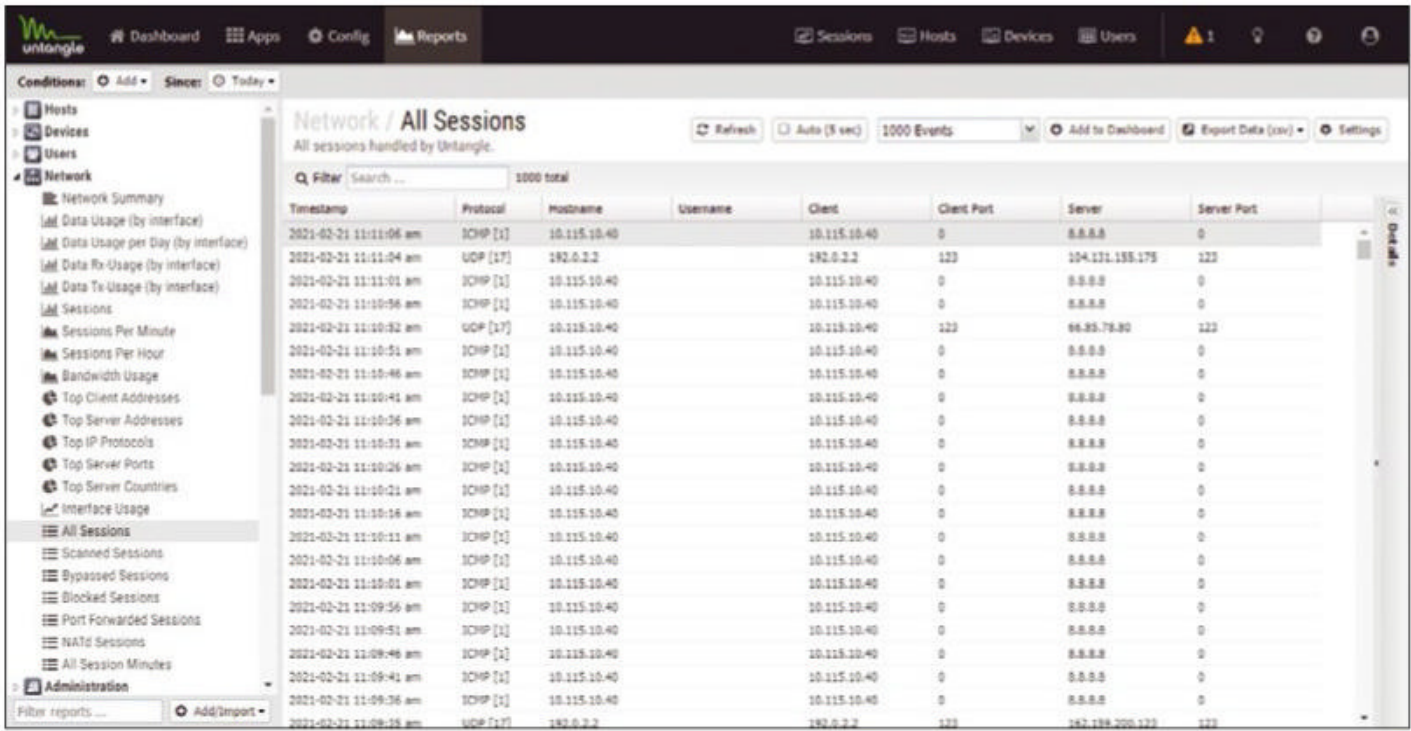 untangle
Dashboard Apps Config Reports Sessions Hosts Devices Users 1
Conditions: Add Since: Today
Hosts
Devices
Users
Network
Network Summary
Data Usage (by interface)
Data Usage per Day (by interface)
Data Rx-Usage (by interface)
Data Tx-Usage (by interface)
Sessions
Sessions Per Minute
Sessions Per Hour
Bandwidth Usage
Top Client Addresses
Top Server Addresses
Top IP Protocols
Top Server Ports
Top Server Countries
Interface Usage
All Sessions
Scanned Sessions
Bypassed Sessions
Blocked Sessions
Port Forwarded Sessions
NATd Sessions
All Session Minutes
Administration
Filter reports ... Add/Import
Network / All Sessions
All sessions handled by Untangle.
Refresh Auto (5 sec) 1000 Events Add to Dashboard Export Data (csv) Settings
Filter Search ... 1000 total
Timestamp Protocol Hostname Username Client Client Port Server Server Port
2021-02-21 11:11:06 am ICMP [1] 10.115.10.40 10.115.10.40 0 8.8.8.8 0
2021-02-21 11:11:04 am UDP [17] 192.0.2.2 192.0.2.2 123 104.131.155.175 123
2021-02-21 11:11:01 am ICMP [1] 10.115.10.40 10.115.10.40 0 8.8.8.8 0
2021-02-21 11:10:56 am ICMP [1] 10.115.10.40 10.115.10.40 0 8.8.8.8 0
2021-02-21 11:10:52 am UDP [17] 10.115.10.40 10.115.10.40 123 66.85.78.80 123
2021-02-21 11:10:51 am ICMP [1] 10.115.10.40 10.115.10.40 0 8.8.8.8 0
2021-02-21 11:10:46 am ICMP [1] 10.115.10.40 10.115.10.40 0 8.8.8.8 0
2021-02-21 11:10:41 am ICMP [1] 10.115.10.40 10.115.10.40 0 8.8.8.8 0
2021-02-21 11:10:36 am ICMP [1] 10.115.10.40 10.115.10.40 0 8.8.8.8 0
2021-02-21 11:10:31 am ICMP [1] 10.115.10.40 10.115.10.40 0 8.8.8.8 0
2021-02-21 11:10:26 am ICMP [1] 10.115.10.40 10.115.10.40 0 8.8.8.8 0
2021-02-21 11:10:21 am ICMP [1] 10.115.10.40 10.115.10.40 0 8.8.8.8 0
2021-02-21 11:10:16 am ICMP [1] 10.115.10.40 10.115.10.40 0 8.8.8.8 0
2021-02-21 11:10:11 am ICMP [1] 10.115.10.40 10.115.10.40 0 8.8.8.8 0
2021-02-21 11:10:06 am ICMP [1] 10.115.10.40 10.115.10.40 0 8.8.8.8 0
2021-02-21 11:10:01 am ICMP [1] 10.115.10.40 10.115.10.40 0 8.8.8.8 0
2021-02-21 11:09:56 am ICMP [1] 10.115.10.40 10.115.10.40 0 8.8.8.8 0
2021-02-21 11:09:51 am ICMP [1] 10.115.10.40 10.115.10.40 0 8.8.8.8 0
2021-02-21 11:09:46 am ICMP [1] 10.115.10.40 10.115.10.40 0 8.8.8.8 0
2021-02-21 11:09:41 am ICMP [1] 10.115.10.40 10.115.10.40 0 8.8.8.8 0
2021-02-21 11:09:36 am ICMP [1] 10.115.10.40 10.115.10.40 0 8.8.8.8 0
2021-02-21 11:09:35 am UDP [17] 192.0.2.2 192.0.2.2 123 162.159.200.123 123
Details